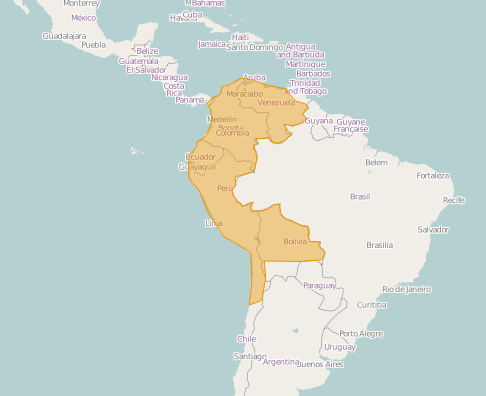 Monterrey
Bahamas
México
Havana
Cuba
Guadalajara
Puebla
Haiti
Jamaica
Santo Domingo
Belize
Antigua
and Barbuda
Guatemala
El Salvador
Martinique
Nicaragua
Barbados
Aruba
Costa
Rica
Trinidad
and Tobago
Panama
Maracaibo
Venezuela
Medellín
Bogota
Colombia
Guyana
Guyane
Française
Ecuador
Guayaquil
Belem
Fortaleza
Peru
Brasil
Recife
Lima
Salvador
Bolivia
Brasilia
Paraguay
Rio de Janeiro
Curitiba
Chile
Porto Alegre
Uruguay
Santiago
Argentina
Buenos Aires